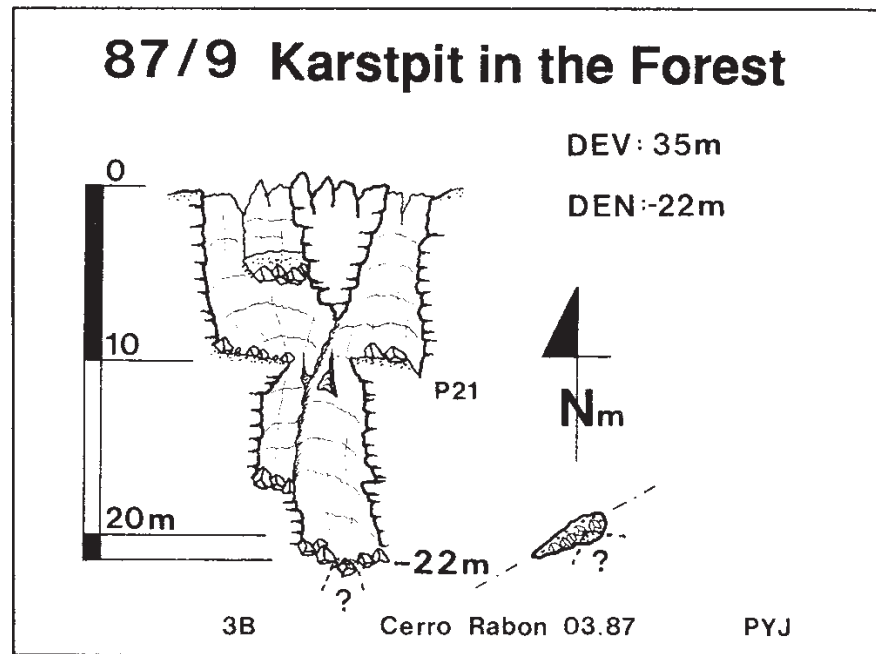 87/9 Karstpit in the Forest
DEV: 35m
DEN:-22m
0
10
P21
Nm
20m
-22m
?
?
3B Cerro Rabon 03.87 PYJ